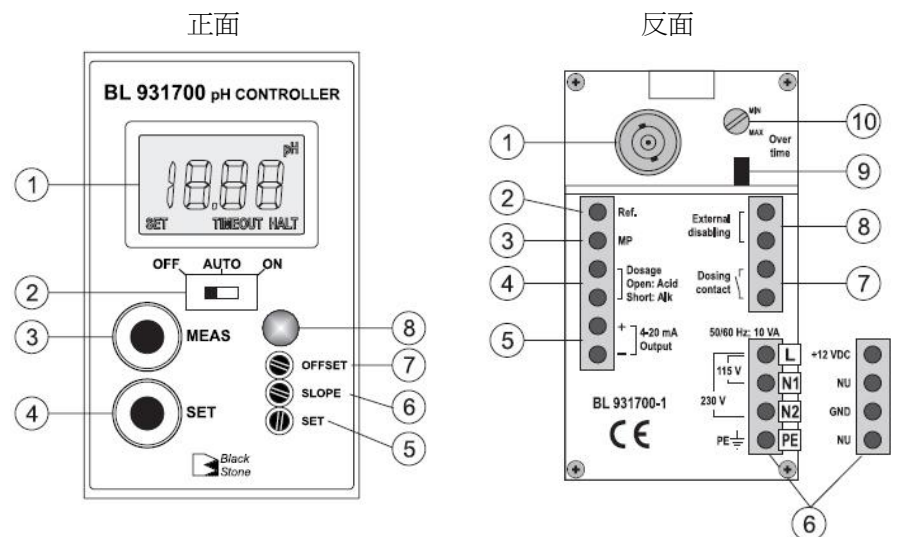 正面
BL 931700 pH CONTROLLER
pH
18.88
SET TIMEOUT HALT
OFF AUTO ON
MEAS
SET
OFFSET
SLOPE
SET
Black
Stone
1
2
3
4
8
7
6
5
反面
MIN
MAX
Over
time
Ref.
MP
Dosage
Open: Acid
Short: Alk
+
4-20 mA
− Output
External
disabling
Dosing
contact
50/60 Hz; 10 VA
115 V
230 V
PE
L
N1
N2
PE
+12 VDC
NU
GND
NU
BL 931700-1
CE
1
2
3
4
5
10
9
8
7
6